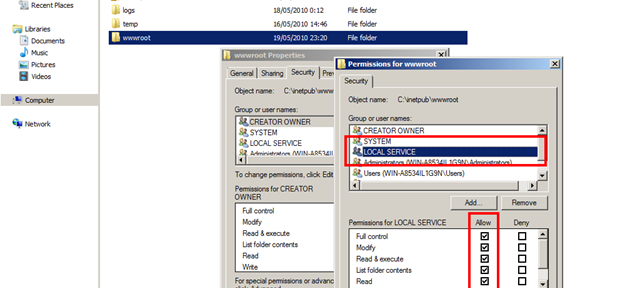 Recent Places
Libraries
Documents
Music
Pictures
Videos
Computer
Network
logs 18/05/2010 0:12 File folder
temp 16/05/2010 14:46 File folder
wwwroot 19/05/2010 23:20 File folder
wwwroot Properties
General Sharing Security
Object name: C:\inetpub\www
Group or user names:
CREATOR OWNER
SYSTEM
LOCAL SERVICE
To change permissions, click Edit
Permissions for CREATOR
OWNER
Full control
Modify
Read & execute
List folder contents
Read
Write
For special permissions or advanc
Permissions for wwwroot
Security
Object name: C:\inetpub\wwwroot
Group or user names:
CREATOR OWNER
SYSTEM
LOCAL SERVICE
Administrators (WIN-A8534IL1G9N\Administrators)
Users (WIN-A8534IL1G9N\Users)
Add... Remove
Permissions for LOCAL SERVICE Allow Deny
Full control
Modify
Read & execute
List folder contents
Read